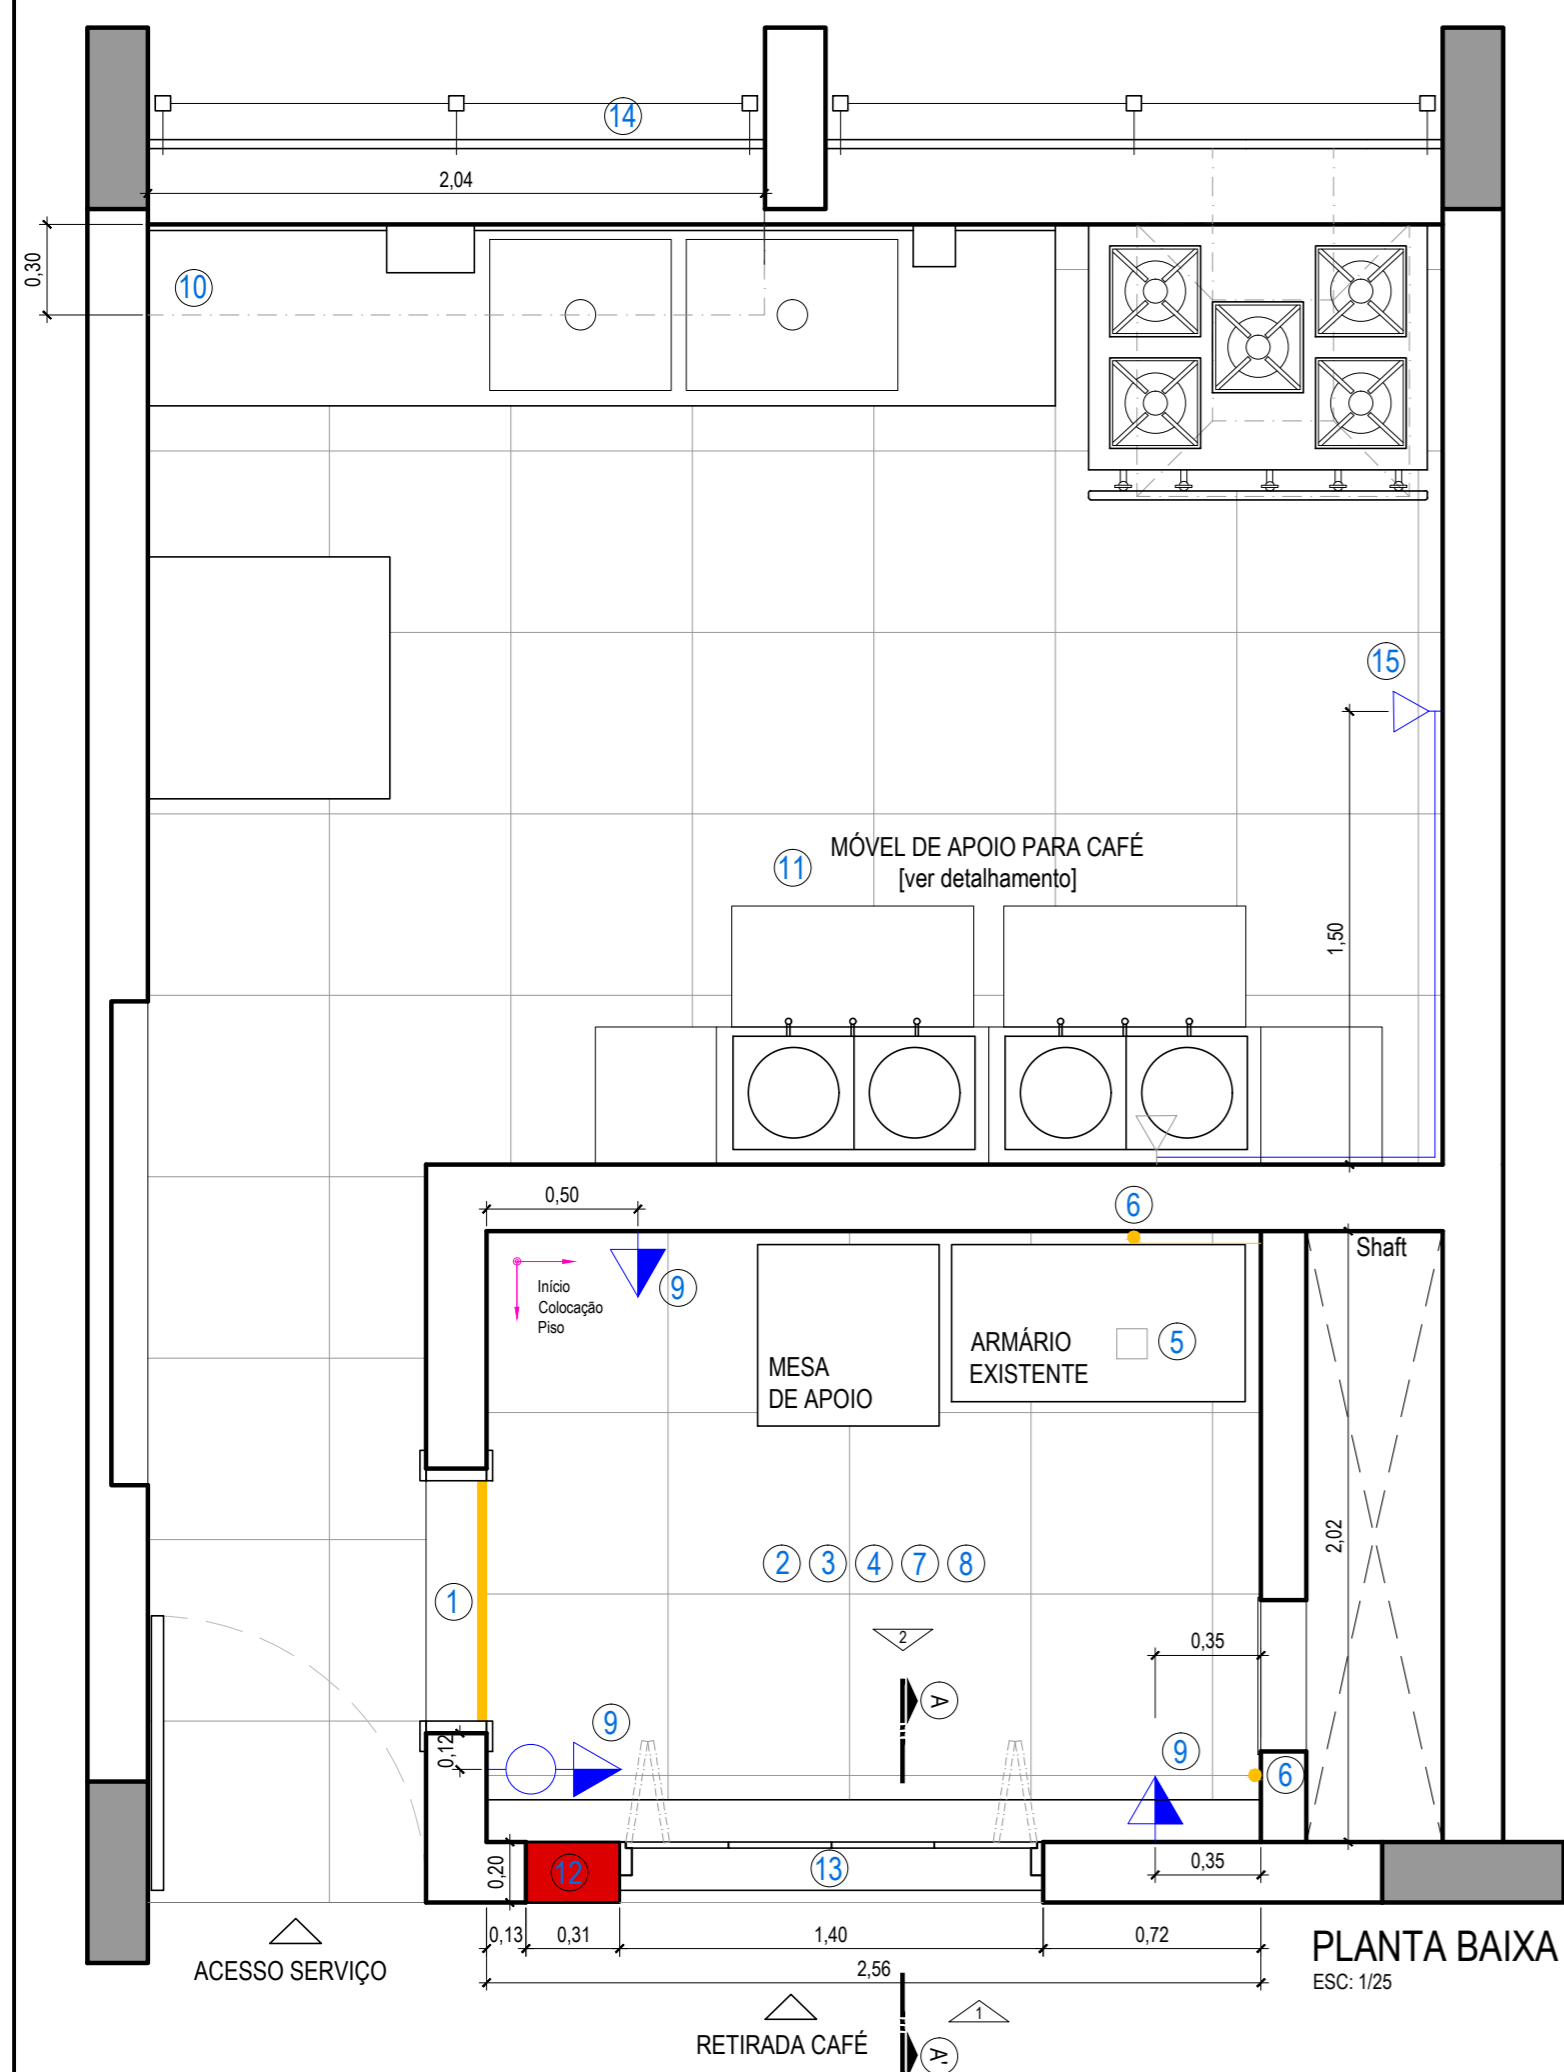 14
2,04
0,30
10
15
MÓVEL DE APOIO PARA CAFÉ
11
[ver detalhamento]
1,50
0,50
6
Shaft
Início
Colocação
Piso
9
ARMÁRIO
EXISTENTE
5
MESA
DE APOIO
2,02
2 3 4 7 8
1
2
0,35
A
9
0,12
9
6
0,20
12
13
0,35
0,13
0,31
1,40
0,72
PLANTA BAIXA
ESC: 1/25
ACESSO SERVIÇO
2,56
1
RETIRADA CAFÉ
A'